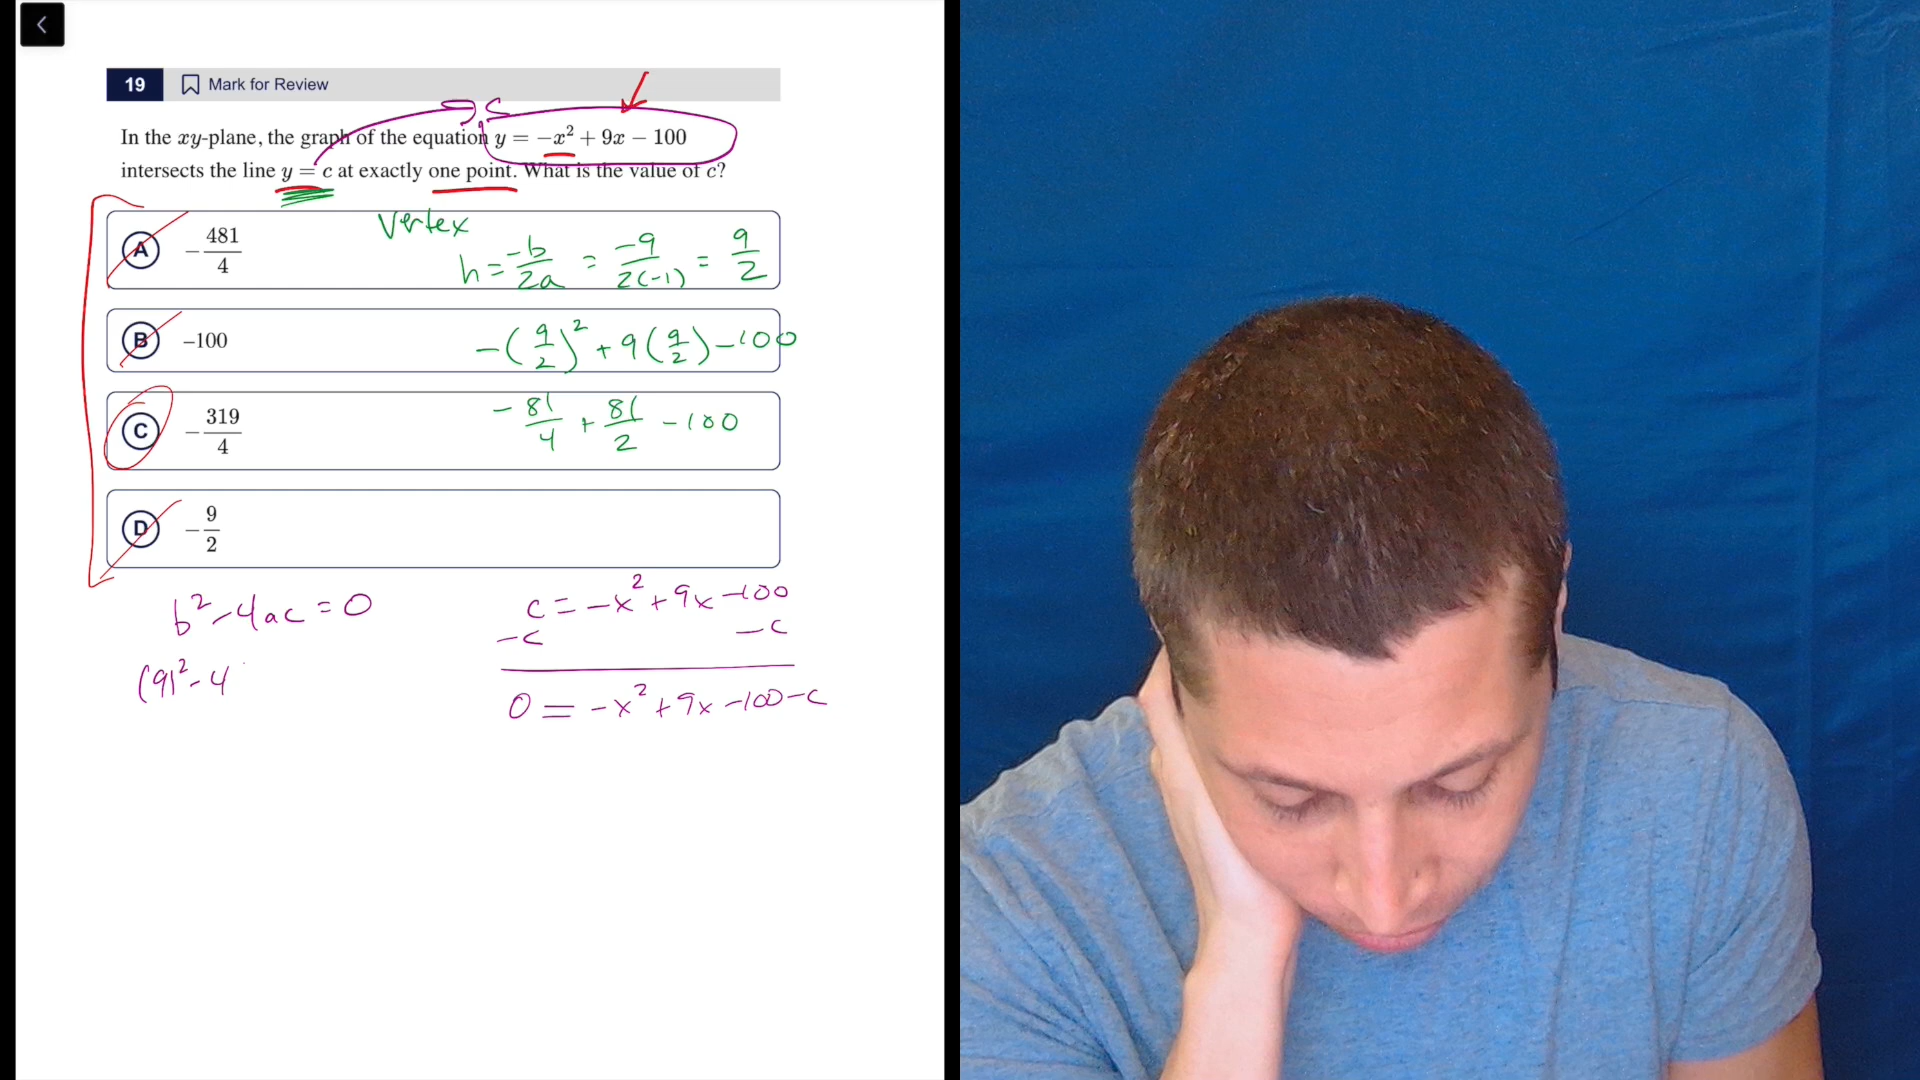 19 Mark for Review
c
In the xy-plane, the graph of the equation y = −x² + 9x − 100
intersects the line y = c at exactly one point. What is the value of c?
Vertex
A −481/4
h = -b/2a = -9/2(-1) = 9/2
B −100
-(9/2)² + 9(9/2) - 100
C −319/4
-81/4 + 81/2 - 100
D −9/2
b² - 4ac = 0
(9)² - 4
c = -x² + 9x - 100
-c -c
0 = -x² + 9x - 100 - c